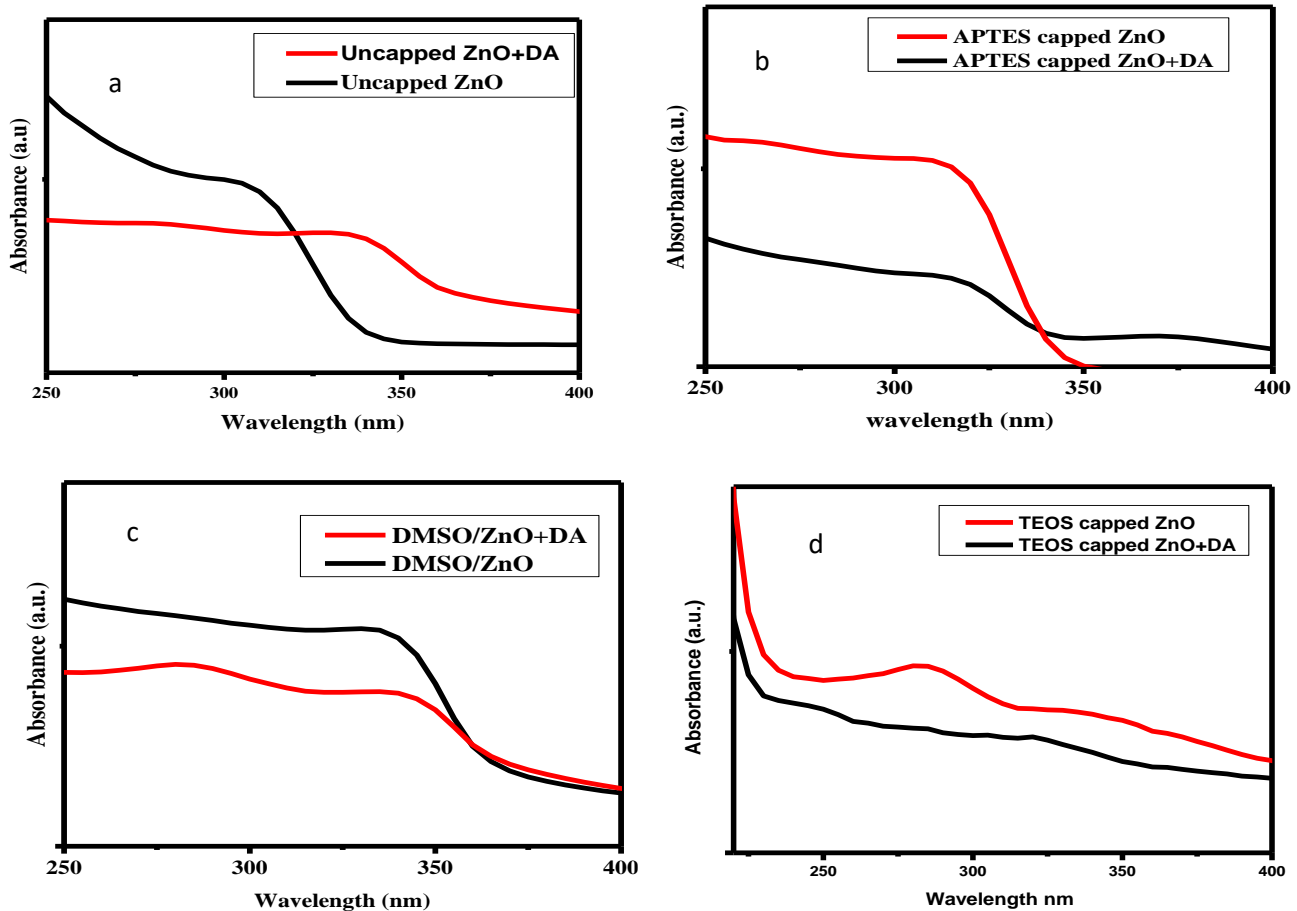 a
Uncapped ZnO+DA
Uncapped ZnO
Absorbance (a.u)
250 300 350 400
Wavelength (nm)
b
APTES capped ZnO
APTES capped ZnO+DA
Absorbance (a.u.)
250 300 350 400
wavelength (nm)
c
DMSO/ZnO+DA
DMSO/ZnO
Absorbance (a.u.)
250 300 350 400
Wavelength (nm)
d
TEOS capped ZnO
TEOS capped ZnO+DA
Absorbance (a.u.)
250 300 350 400
Wavelength nm